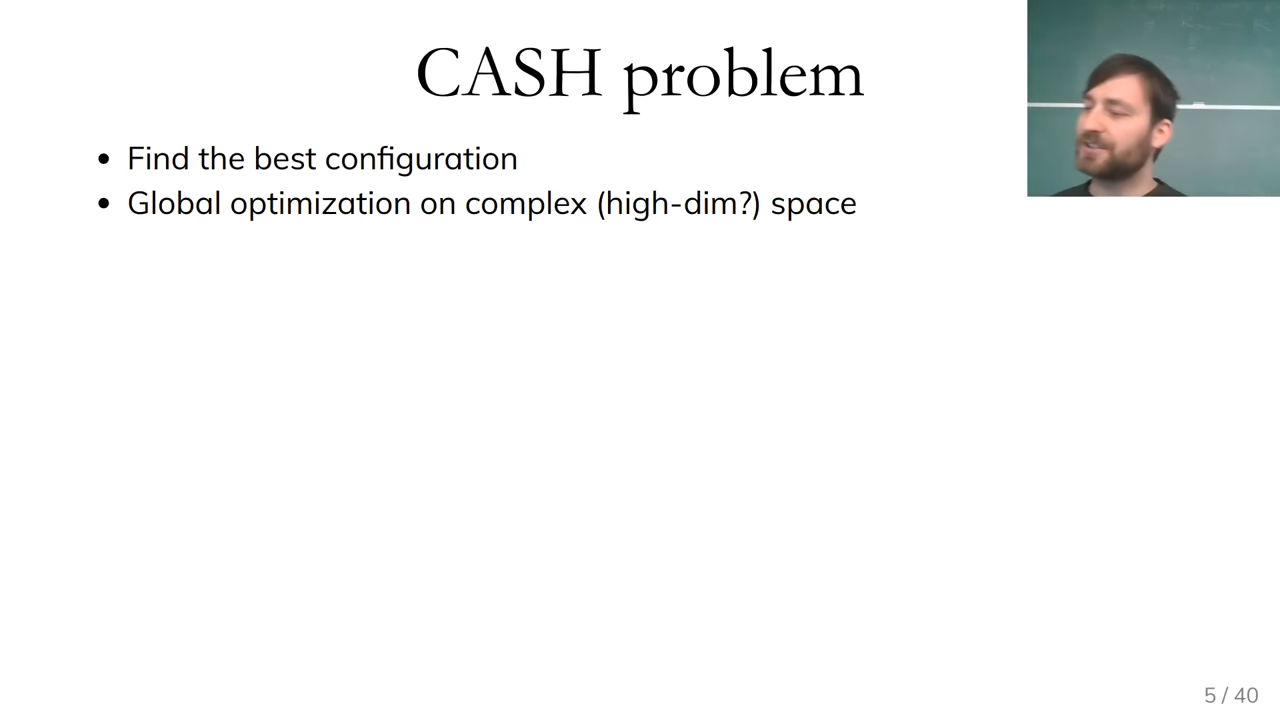 CASH problem
• Find the best configuration
• Global optimization on complex (high-dim?) space
5 / 40